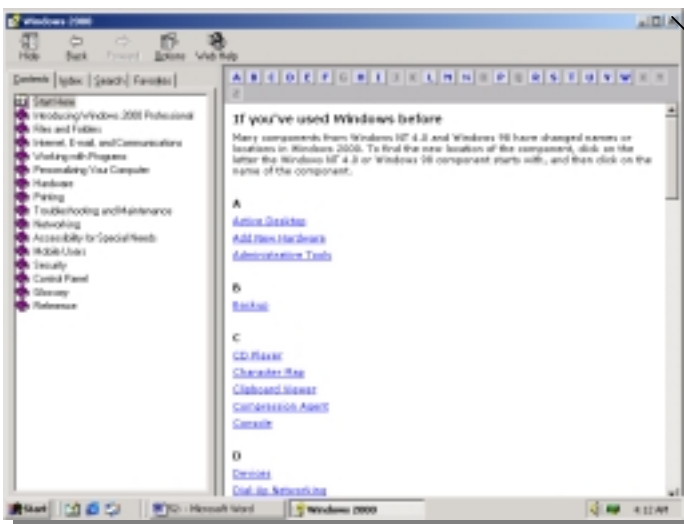 Windows 2000
Hide Back Forward Options Web Help
Contents Index Search Favorites
Start Here
Introducing Windows 2000 Professional
Files and Folders
Internet, E-mail, and Communications
Working with Programs
Personalizing Your Computer
Hardware
Printing
Troubleshooting and Maintenance
Networking
Accessibility for Special Needs
Mobile Users
Security
Control Panel
Glossary
Reference
A B C D E F G H I J K L M N O P Q R S T U V W X Y
Z
If you've used Windows before
Many components from Windows NT 4.0 and Windows 98 have changed names or
locations in Windows 2000. To find the new location of the component, click on the
letter the Windows NT 4.0 or Windows 98 component starts with, and then click on the
name of the component.
A
Active Desktop
Add New Hardware
Administrative Tools
B
Backup
C
CD Player
Character Map
Clipboard Viewer
Compression Agent
Console
D
Devices
Dial-Up Networking
Start - Microsoft Word Windows 2000 4:12 AM